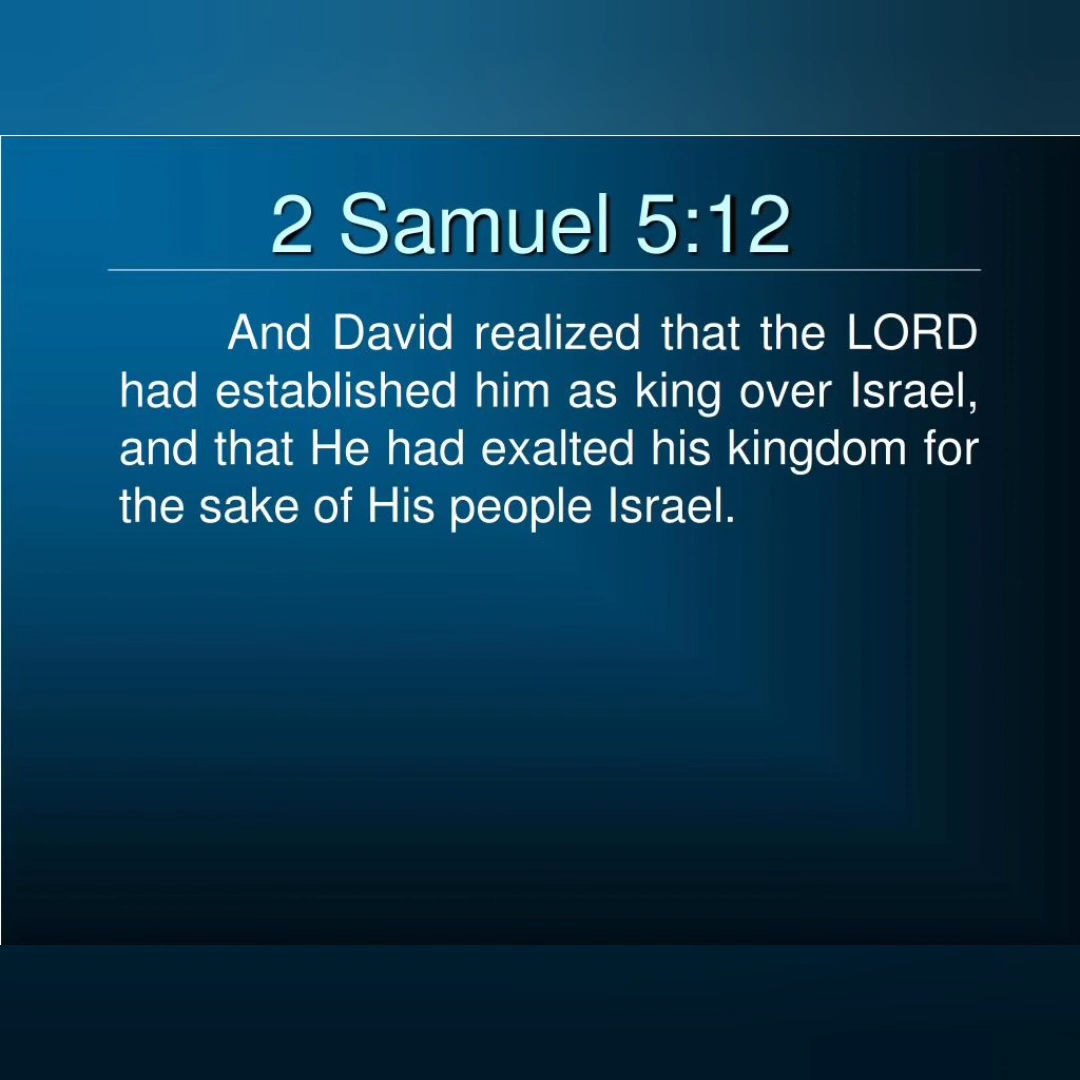 2 Samuel 5:12
And David realized that the LORD
had established him as king over Israel,
and that He had exalted his kingdom for
the sake of His people Israel.